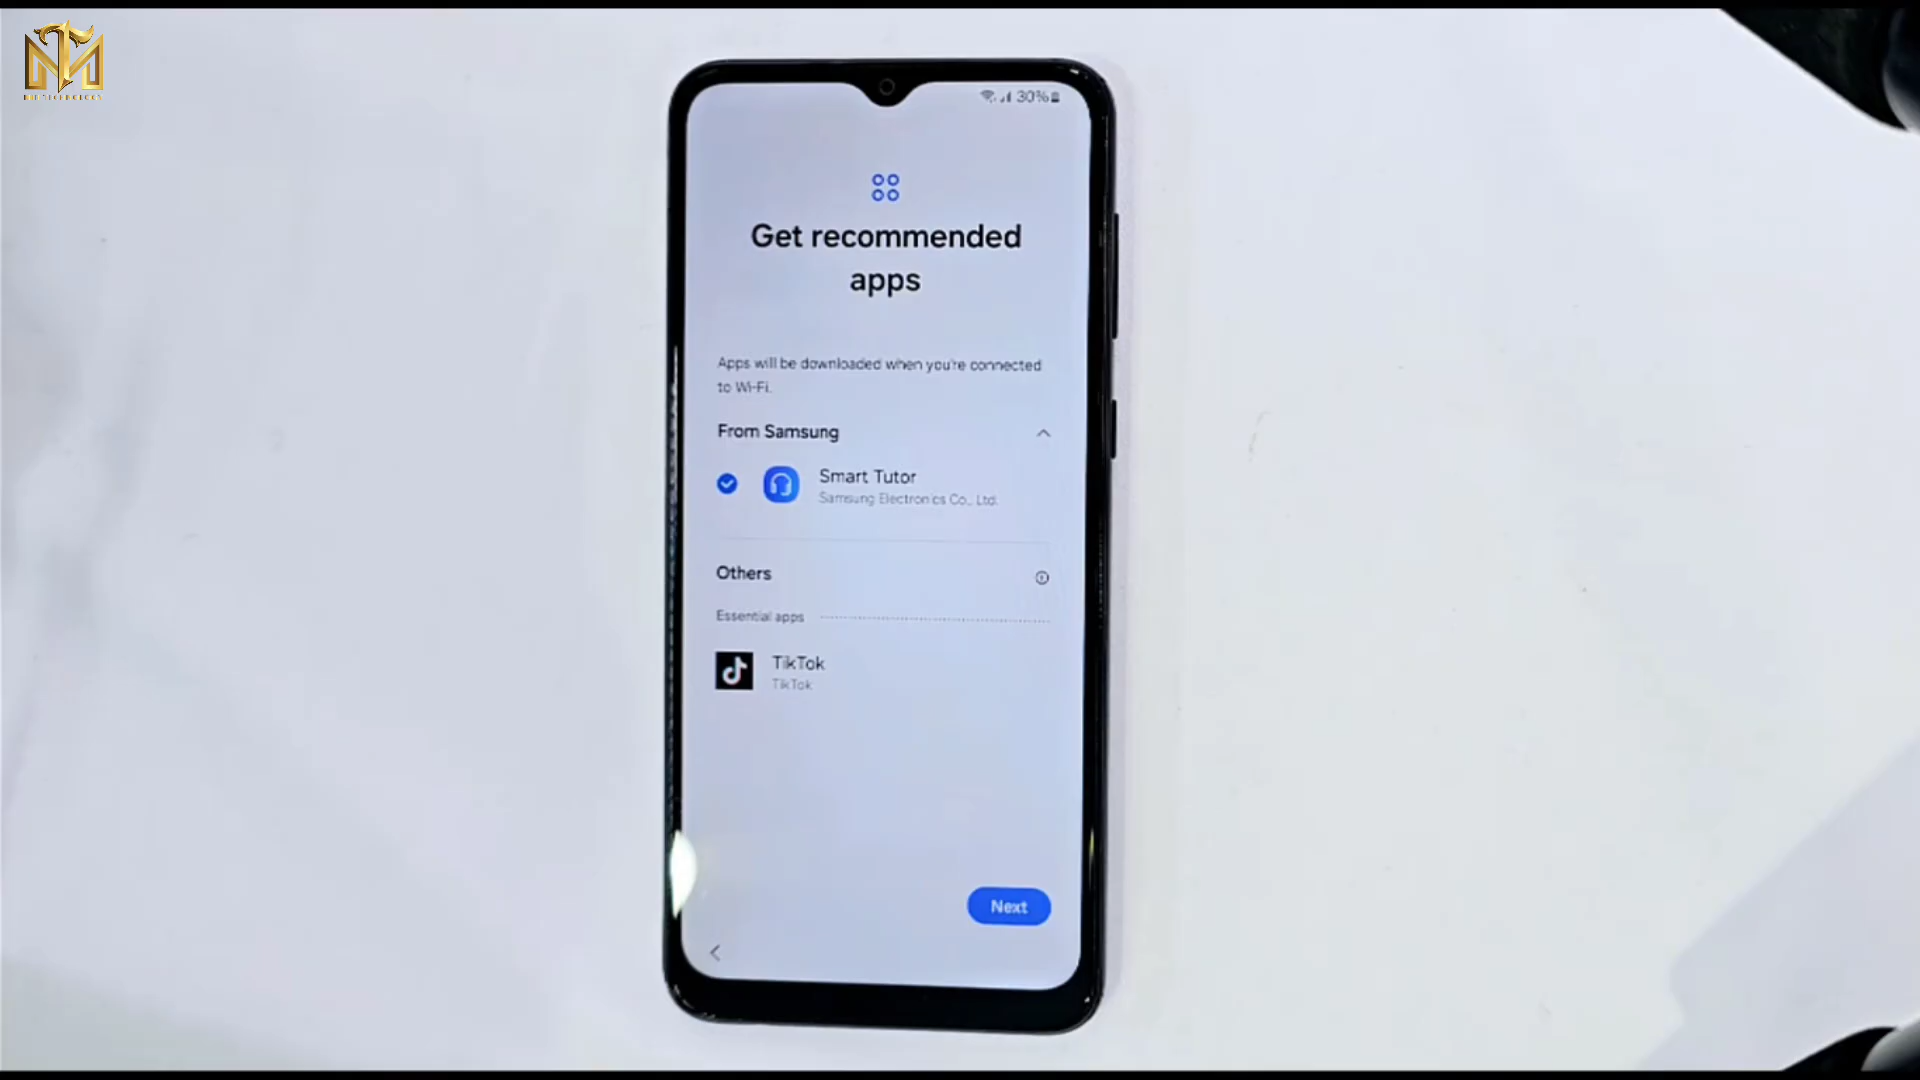 30%
Get recommended
apps
Apps will be downloaded when you're connected
to Wi-Fi.
From Samsung
Smart Tutor
Samsung Electronics Co., Ltd.
Others
Essential apps
TikTok
TikTok
Next